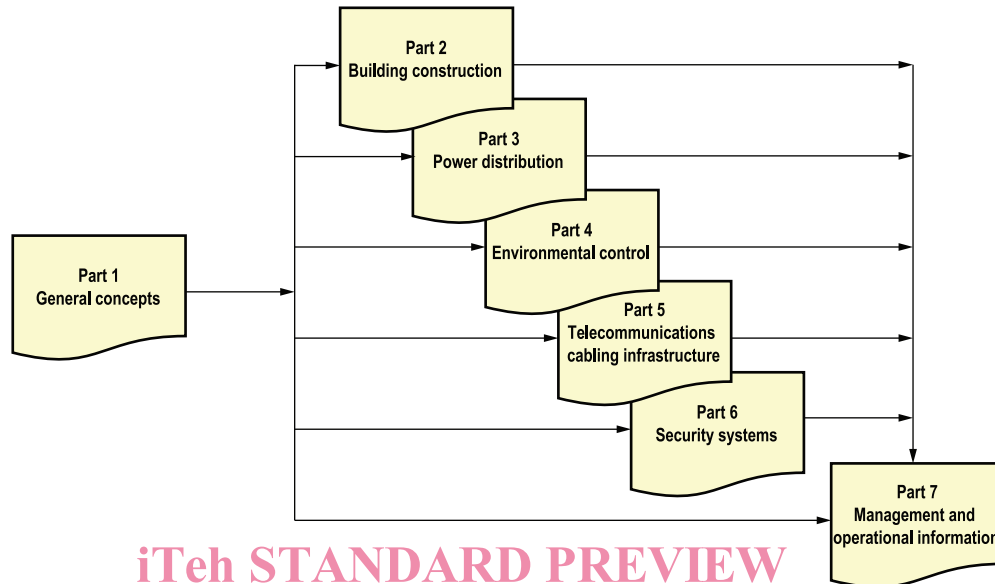 Part 2
Building construction
Part 3
Power distribution
Part 4
Environmental control
Part 1
General concepts
Part 5
Telecommunications
cabling infrastructure
Part 6
Security systems
Part 7
Management and
operational information
iTeh STANDARD PREVIEW